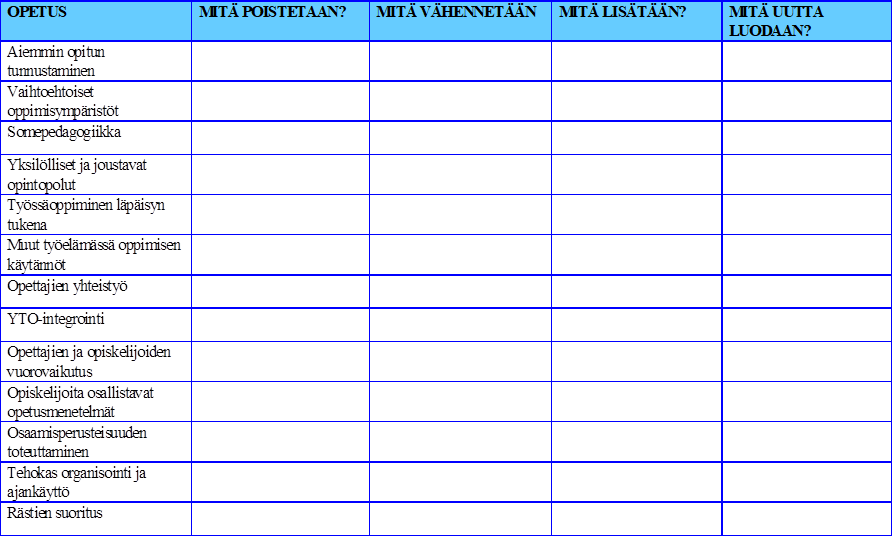 OPETUS MITÄ POISTETAAN? MITÄ VÄHENNETÄÄN MITÄ LISÄTÄÄN? MITÄ UUTTA
LUODAAN?
Aiemmin opitun
tunnustaminen
Vaihtoehtoiset
oppimisympäristöt
Somepedagogiikka
Yksilölliset ja joustavat
opintopolut
Työssäoppiminen läpäisyn
tukena
Muut työelämässä oppimisen
käytännöt
Opettajien yhteistyö
YTO-integrointi
Opettajien ja opiskelijoiden
vuorovaikutus
Opiskelijoita osallistavat
opetusmenetelmät
Osaamisperusteisuuden
toteuttaminen
Tehokas organisointi ja
ajankäyttö
Rästien suoritus